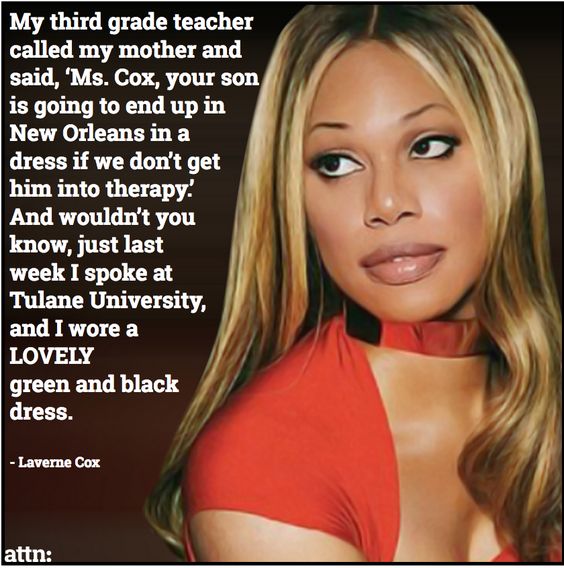 My third grade teacher
called my mother and
said, ‘Ms. Cox, your son
is going to end up in
New Orleans in a
dress if we don’t get
him into therapy.’
And wouldn’t you
know, just last
week I spoke at
Tulane University,
and I wore a
LOVELY
green and black
dress.
- Laverne Cox
attn: